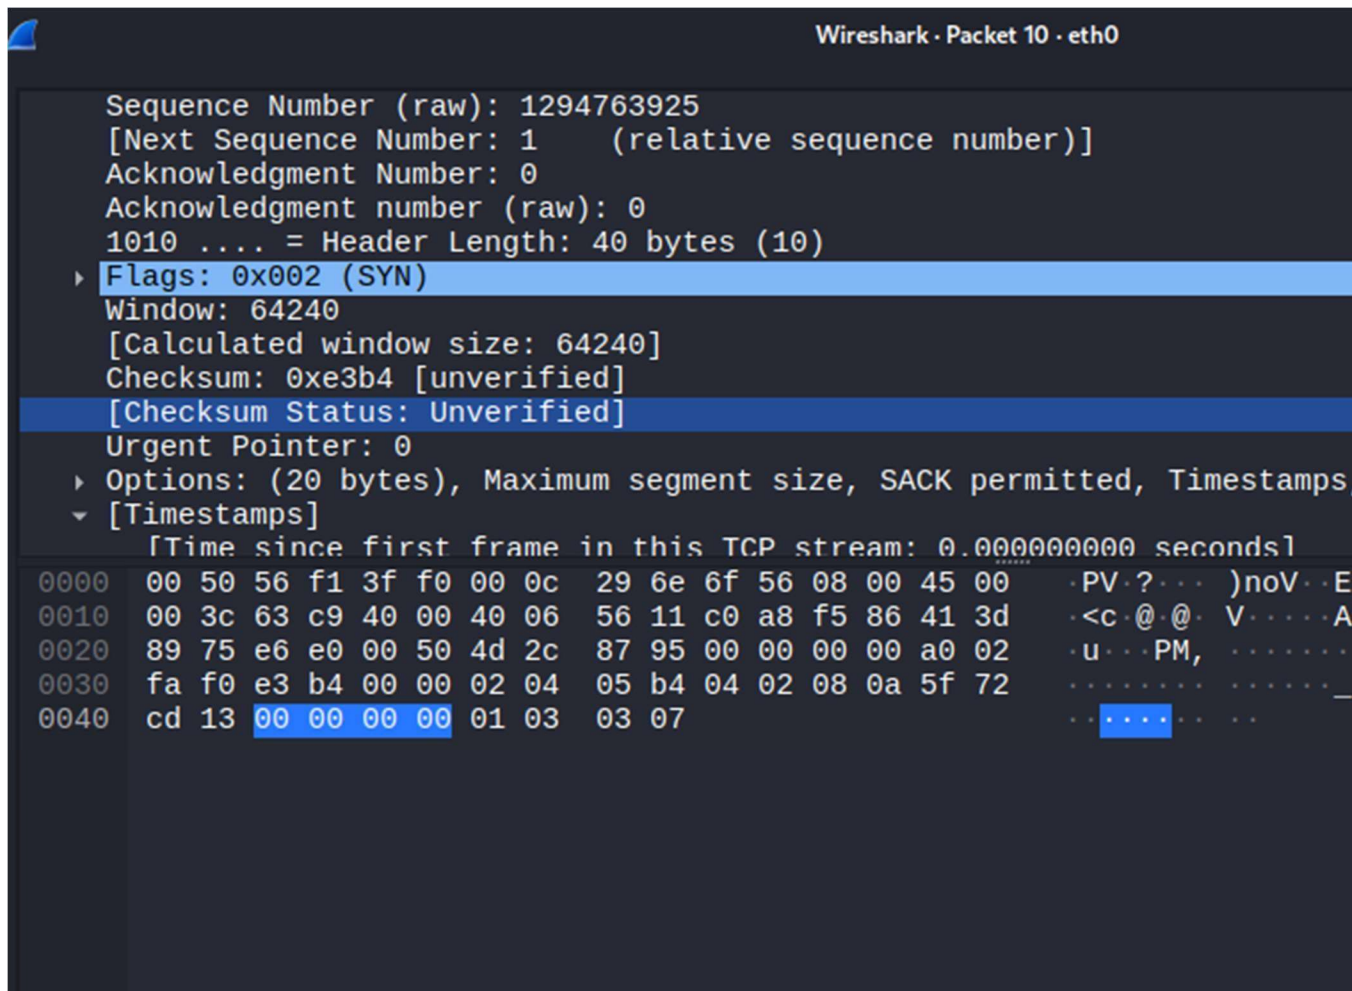 Wireshark · Packet 10 · eth0
Sequence Number (raw): 1294763925
[Next Sequence Number: 1    (relative sequence number)]
Acknowledgment Number: 0
Acknowledgment number (raw): 0
1010 .... = Header Length: 40 bytes (10)
Flags: 0x002 (SYN)
Window: 64240
[Calculated window size: 64240]
Checksum: 0xe3b4 [unverified]
[Checksum Status: Unverified]
Urgent Pointer: 0
Options: (20 bytes), Maximum segment size, SACK permitted, Timestamps,
[Timestamps]
[Time since first frame in this TCP stream: 0.000000000 seconds]
0000  00 50 56 f1 3f f0 00 0c  29 6e 6f 56 08 00 45 00  ·PV·?··· )noV··E
0010  00 3c 63 c9 40 00 40 06  56 11 c0 a8 f5 86 41 3d  ·<c·@·@· V·····A
0020  89 75 e6 e0 00 50 4d 2c  87 95 00 00 00 00 a0 02  ·u···PM, ·······
0030  fa f0 e3 b4 00 00 02 04  05 b4 04 02 08 0a 5f 72  ········ ······_
0040  cd 13 00 00 00 00 01 03  03 07  ········ ··